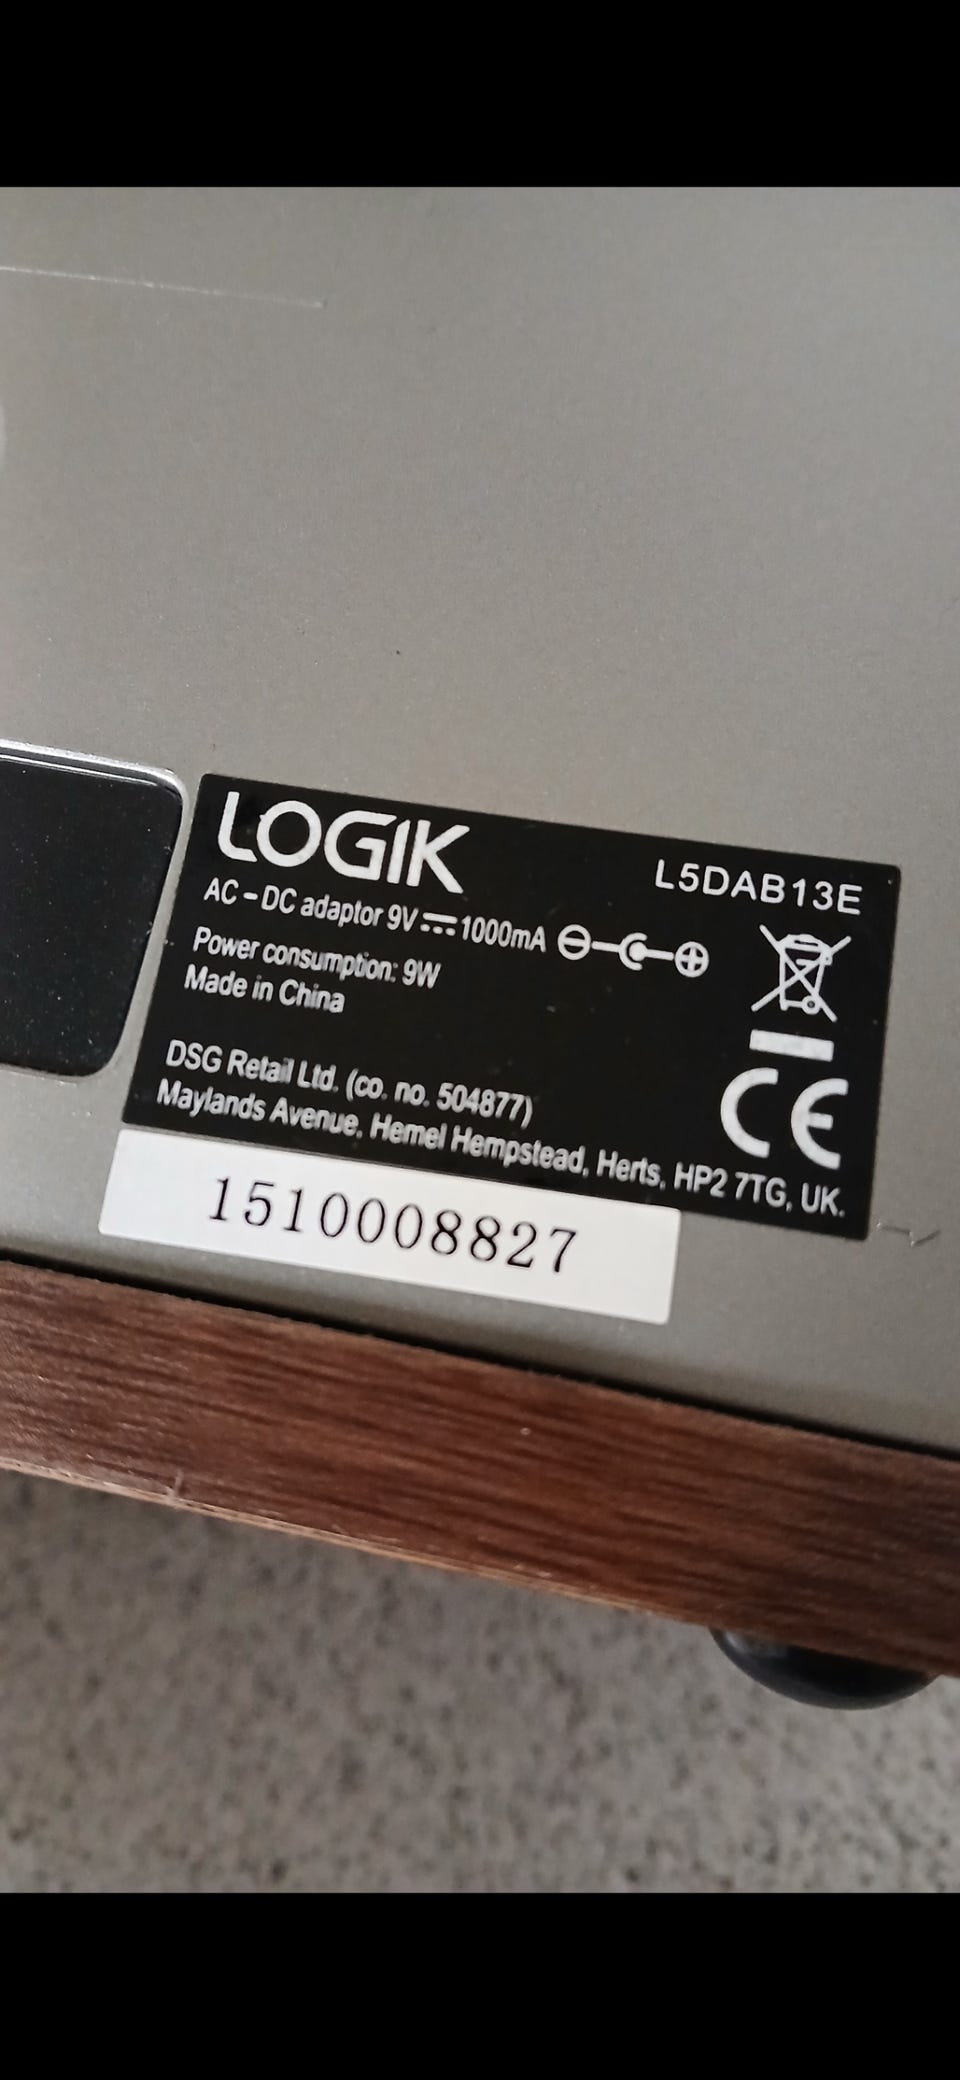 LOGIK
L5DAB13E
AC - DC adaptor 9V ⎓ 1000mA
Power consumption: 9W
Made in China
CE
DSG Retail Ltd. (co. no. 504877)
Maylands Avenue, Hemel Hempstead, Herts, HP2 7TG, UK.
1510008827